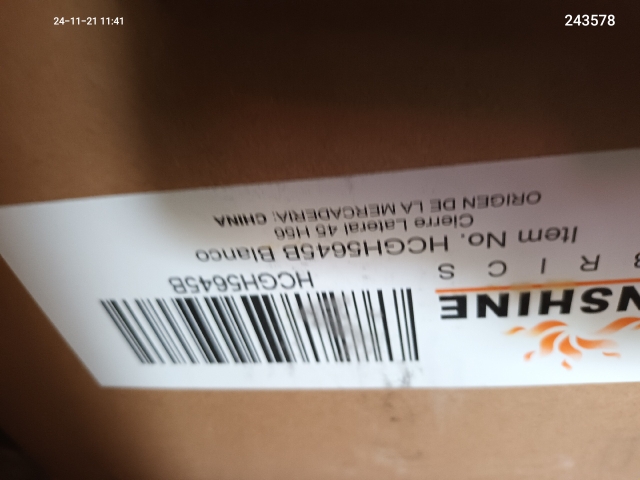 24-11-21 11:41
243578
NSHINE
BRICS
HCGH5645B
Item No. HCGH5645B Blanco
Cierre Lateral 45 H56
ORIGEN DE LA MERCADERIA: CHINA